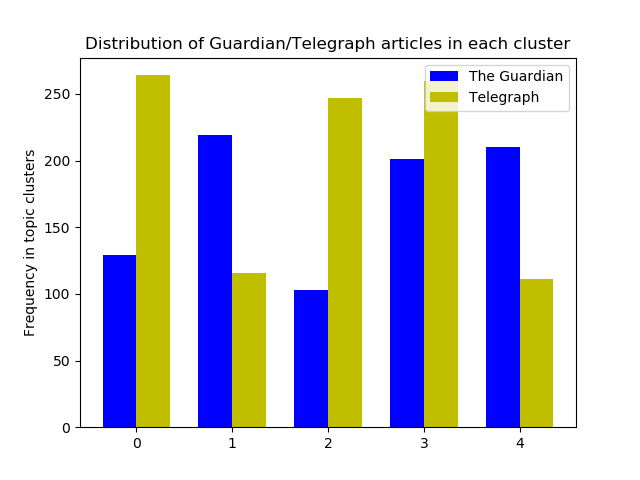 Distribution of Guardian/Telegraph articles in each cluster
The Guardian
Telegraph
Frequency in topic clusters
250
200
150
100
50
0
0 1 2 3 4